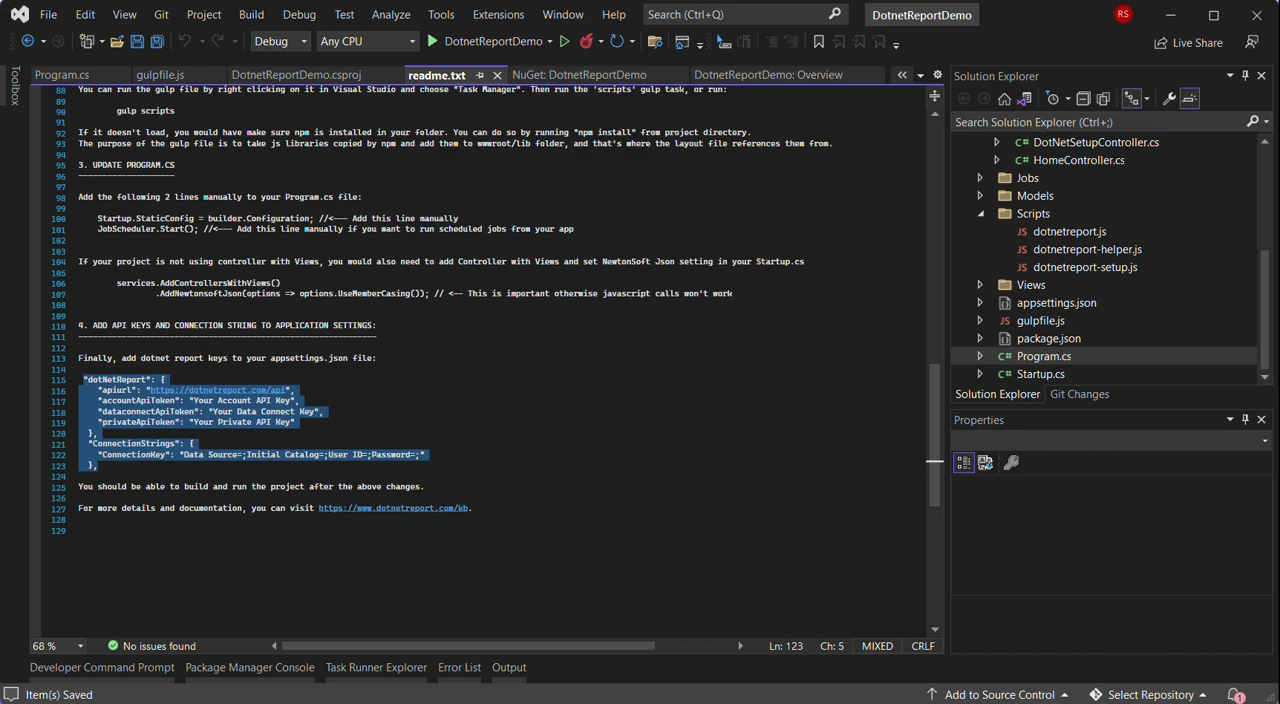 File Edit View Git Project Build Debug Test Analyze Tools Extensions Window Help Search (Ctrl+Q) DotnetReportDemo RS
Debug Any CPU DotnetReportDemo Live Share
Toolbox
Program.cs gulpfile.js DotnetReportDemo.csproj readme.txt NuGet: DotnetReportDemo DotnetReportDemo: Overview
88 You can run the gulp file by right clicking on it in Visual Studio and choose "Task Manager". Then run the 'scripts' gulp task, or run:
89
90 gulp scripts
91
92 If it doesn't load, you would have make sure npm is installed in your folder. You can do so by running "npm install" from project directory.
93 The purpose of the gulp file is to take js libraries copied by npm and add them to wwwroot/lib folder, and that's where the layout file references them from.
94
95 3. UPDATE PROGRAM.CS
96 --------------------
97
98 Add the following 2 lines manually to your Program.cs file:
99
100 Startup.StaticConfig = builder.Configuration; //<--- Add this line manually
101 JobScheduler.Start(); //<--- Add this line manually if you want to run scheduled jobs from your app
102
103
104 If your project is not using controller with Views, you would also need to add Controller with Views and set NewtonSoft Json setting in your Startup.cs
105
106 services.AddControllersWithViews()
107 .AddNewtonsoftJson(options => options.UseMemberCasing()); // <-- This is important otherwise javascript calls won't work
108
109
110 4. ADD API KEYS AND CONNECTION STRING TO APPLICATION SETTINGS:
111 --------------------------------------------------------------
112
113 Finally, add dotnet report keys to your appsettings.json file:
114
115 "dotNetReport": {
116 "apiurl": "https://dotnetreport.com/api",
117 "accountApiToken": "Your Account API Key",
118 "dataconnectApiToken": "Your Data Connect Key",
119 "privateApiToken": "Your Private API Key"
120 },
121 "ConnectionStrings": {
122 "ConnectionKey": "Data Source=;Initial Catalog=;User ID=;Password=;"
123 },
124
125 You should be able to build and run the project after the above changes.
126
127 For more details and documentation, you can visit https://www.dotnetreport.com/kb.
128
129
68 % No issues found Ln: 123 Ch: 5 MIXED CRLF
Developer Command Prompt Package Manager Console Task Runner Explorer Error List Output
Solution Explorer
Search Solution Explorer (Ctrl+;)
C# DotNetSetupController.cs
C# HomeController.cs
Jobs
Models
Scripts
JS dotnetreport.js
JS dotnetreport-helper.js
JS dotnetreport-setup.js
Views
appsettings.json
JS gulpfile.js
package.json
C# Program.cs
C# Startup.cs
Solution Explorer Git Changes
Properties
Item(s) Saved Add to Source Control Select Repository 1